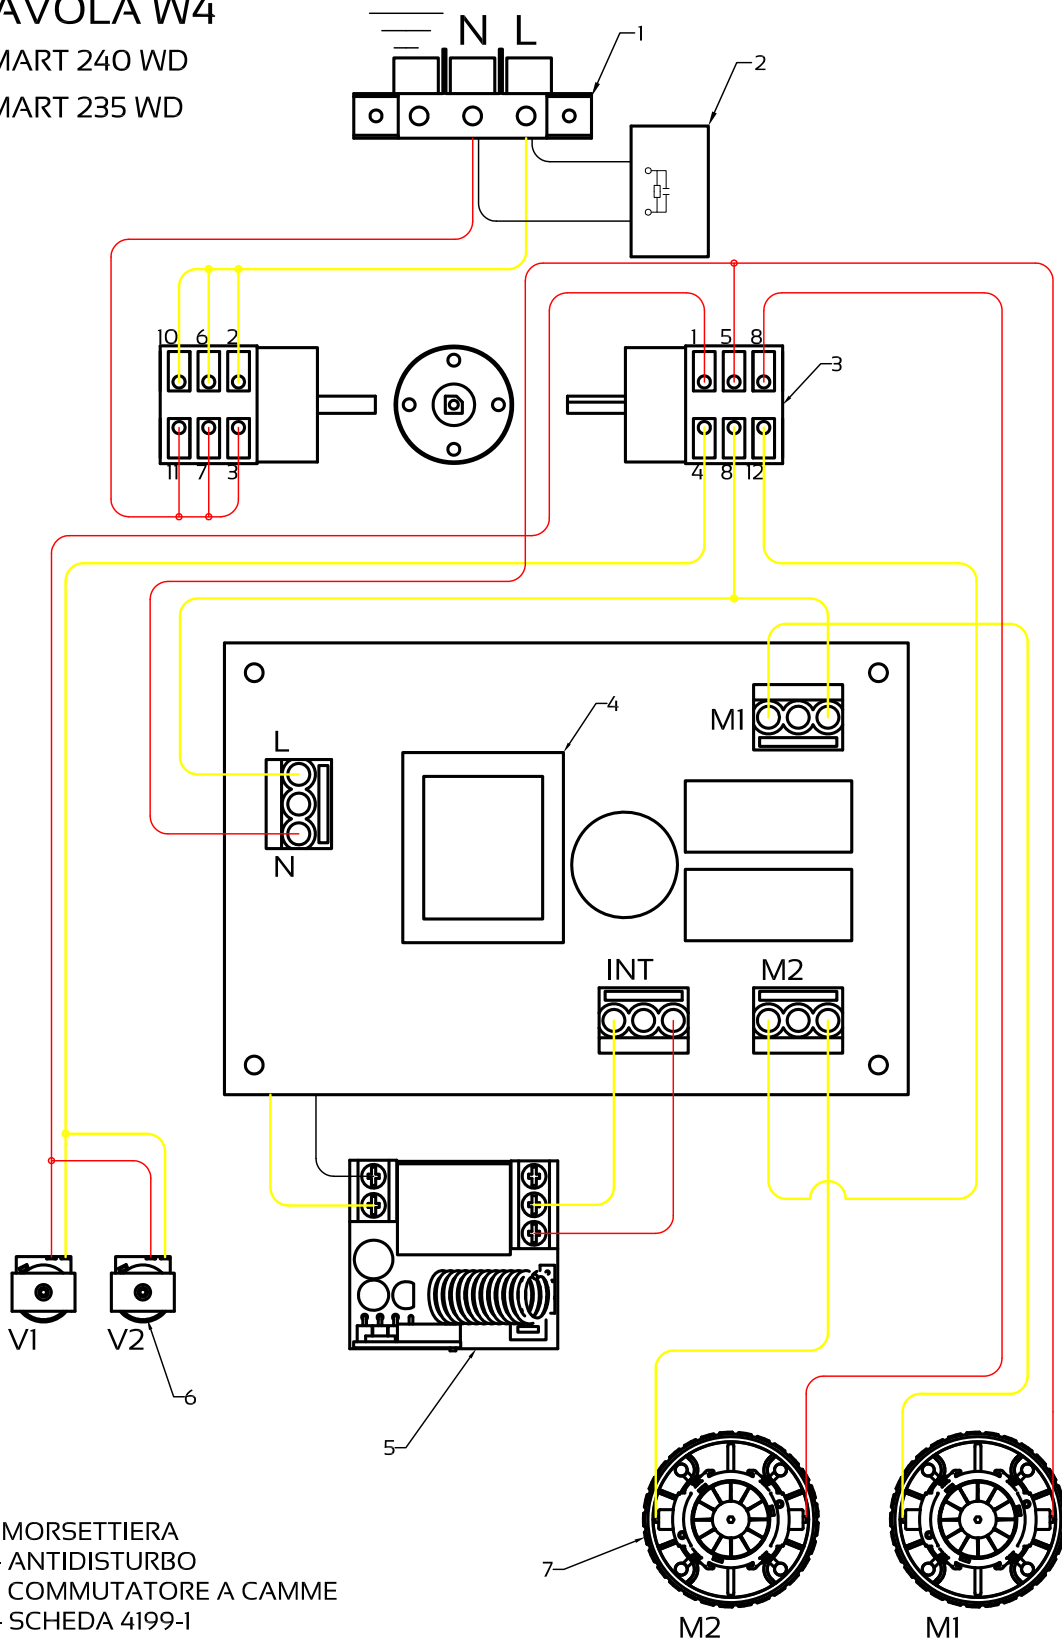 AVOLA W4
MART 240 WD
MART 235 WD
N L
1
2
10 6 2
1 5 8
3
11 7 3
4 8 12
4
M1
L
N
INT
M2
V1
V2
6
5
7
M2
M1
MORSETTIERA
- ANTIDISTURBO
COMMUTATORE A CAMME
- SCHEDA 4199-1